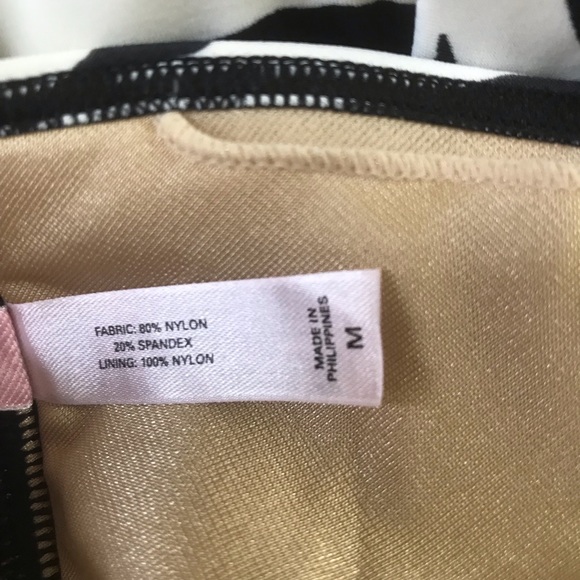 FABRIC: 80% NYLON
20% SPANDEX
LINING: 100% NYLON
MADE IN
PHILIPPINES
M